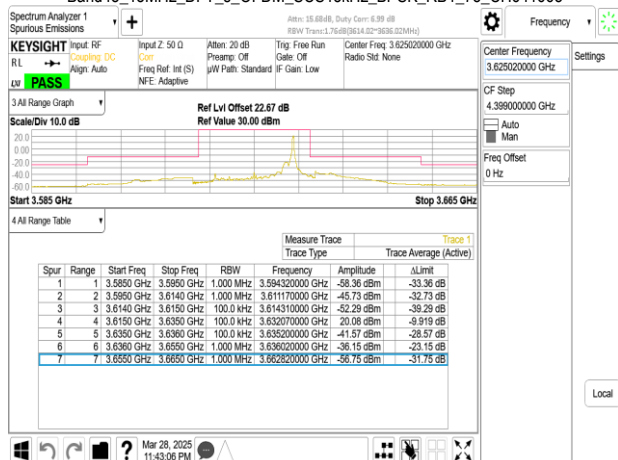 Spectrum Analyzer 1
Spurious Emissions
Attn: 15.68dB, Duty Corr: 6.99 dB
RBW Trans:1.76dB(3614.02~3636.02MHz)
Frequency
KEYSIGHT
Input: RF
Input Z: 50 Ω
Atten: 20 dB
Trig: Free Run
Center Freq: 3.625020000 GHz
RL
Coupling: DC
Corr
Preamp: Off
Gate: Off
Radio Std: None
Align: Auto
Freq Ref: Int (S)
µW Path: Standard
IF Gain: Low
NFE: Adaptive
LXI
PASS
Center Frequency
3.625020000 GHz
Settings
CF Step
4.399000000 GHz
Auto
Man
Freq Offset
0 Hz
3 All Range Graph
Ref Lvl Offset 22.67 dB
Scale/Div 10.0 dB
Ref Value 30.00 dBm
20.0
0.00
-20.0
-40.0
-60.0
Start 3.585 GHz
Stop 3.665 GHz
4 All Range Table
Measure Trace
Trace 1
Trace Type
Trace Average (Active)
Spur Range Start Freq Stop Freq RBW Frequency Amplitude ΔLimit
1 1 3.5850 GHz 3.5950 GHz 1.000 MHz 3.594320000 GHz -58.36 dBm -33.36 dB
2 2 3.5950 GHz 3.6140 GHz 1.000 MHz 3.611170000 GHz -45.73 dBm -32.73 dB
3 3 3.6140 GHz 3.6150 GHz 100.0 kHz 3.614310000 GHz -52.29 dBm -39.29 dB
4 4 3.6150 GHz 3.6350 GHz 100.0 kHz 3.632070000 GHz 20.08 dBm -9.919 dB
5 5 3.6350 GHz 3.6360 GHz 100.0 kHz 3.635200000 GHz -41.57 dBm -28.57 dB
6 6 3.6360 GHz 3.6550 GHz 1.000 MHz 3.636020000 GHz -36.15 dBm -23.15 dB
7 7 3.6550 GHz 3.6650 GHz 1.000 MHz 3.662820000 GHz -56.75 dBm -31.75 dB
Local
Mar 28, 2025
11:43:06 PM